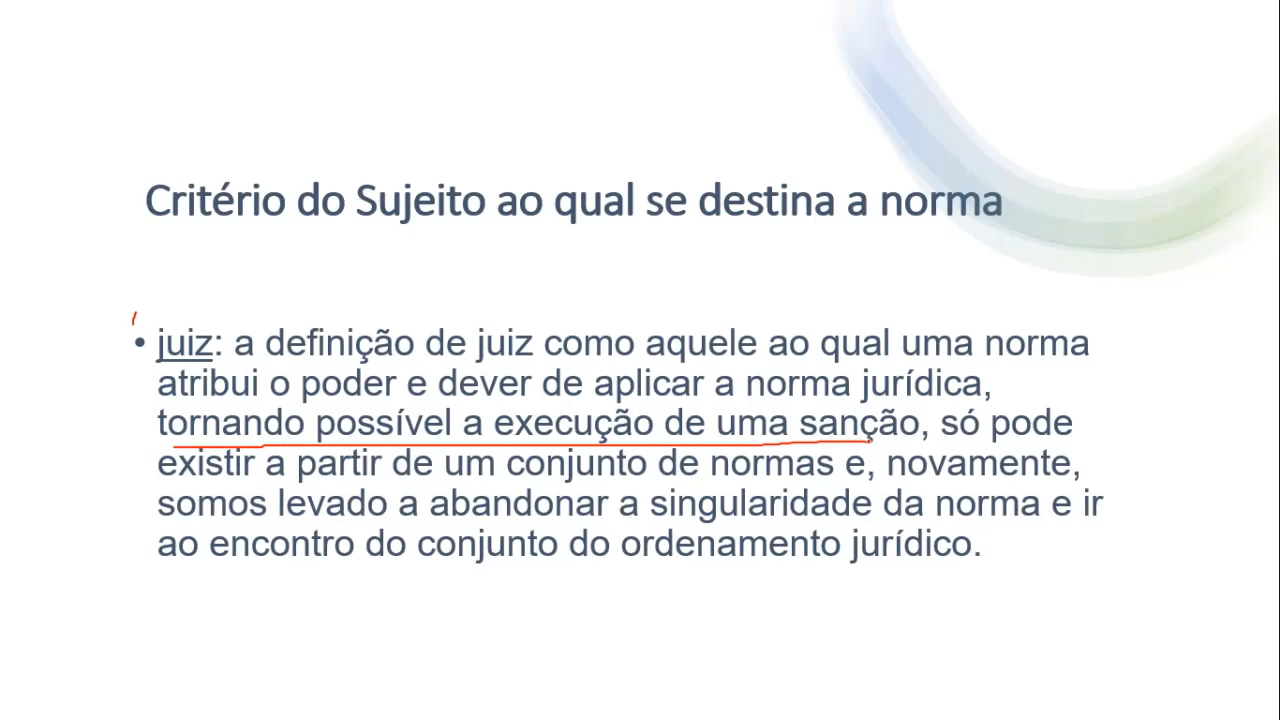 Critério do Sujeito ao qual se destina a norma
• juiz: a definição de juiz como aquele ao qual uma norma
atribui o poder e dever de aplicar a norma jurídica,
tornando possível a execução de uma sanção, só pode
existir a partir de um conjunto de normas e, novamente,
somos levado a abandonar a singularidade da norma e ir
ao encontro do conjunto do ordenamento jurídico.